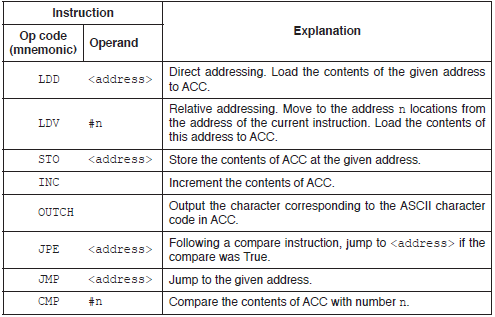 Instruction
Explanation
Op code
(mnemonic)
Operand
LDD <address> Direct addressing. Load the contents of the given address
to ACC.
LDV #n Relative addressing. Move to the address n locations from
the address of the current instruction. Load the contents of
this address to ACC.
STO <address> Store the contents of ACC at the given address.
INC Increment the contents of ACC.
OUTCH Output the character corresponding to the ASCII character
code in ACC.
JPE <address> Following a compare instruction, jump to <address> if the
compare was True.
JMP <address> Jump to the given address.
CMP #n Compare the contents of ACC with number n.